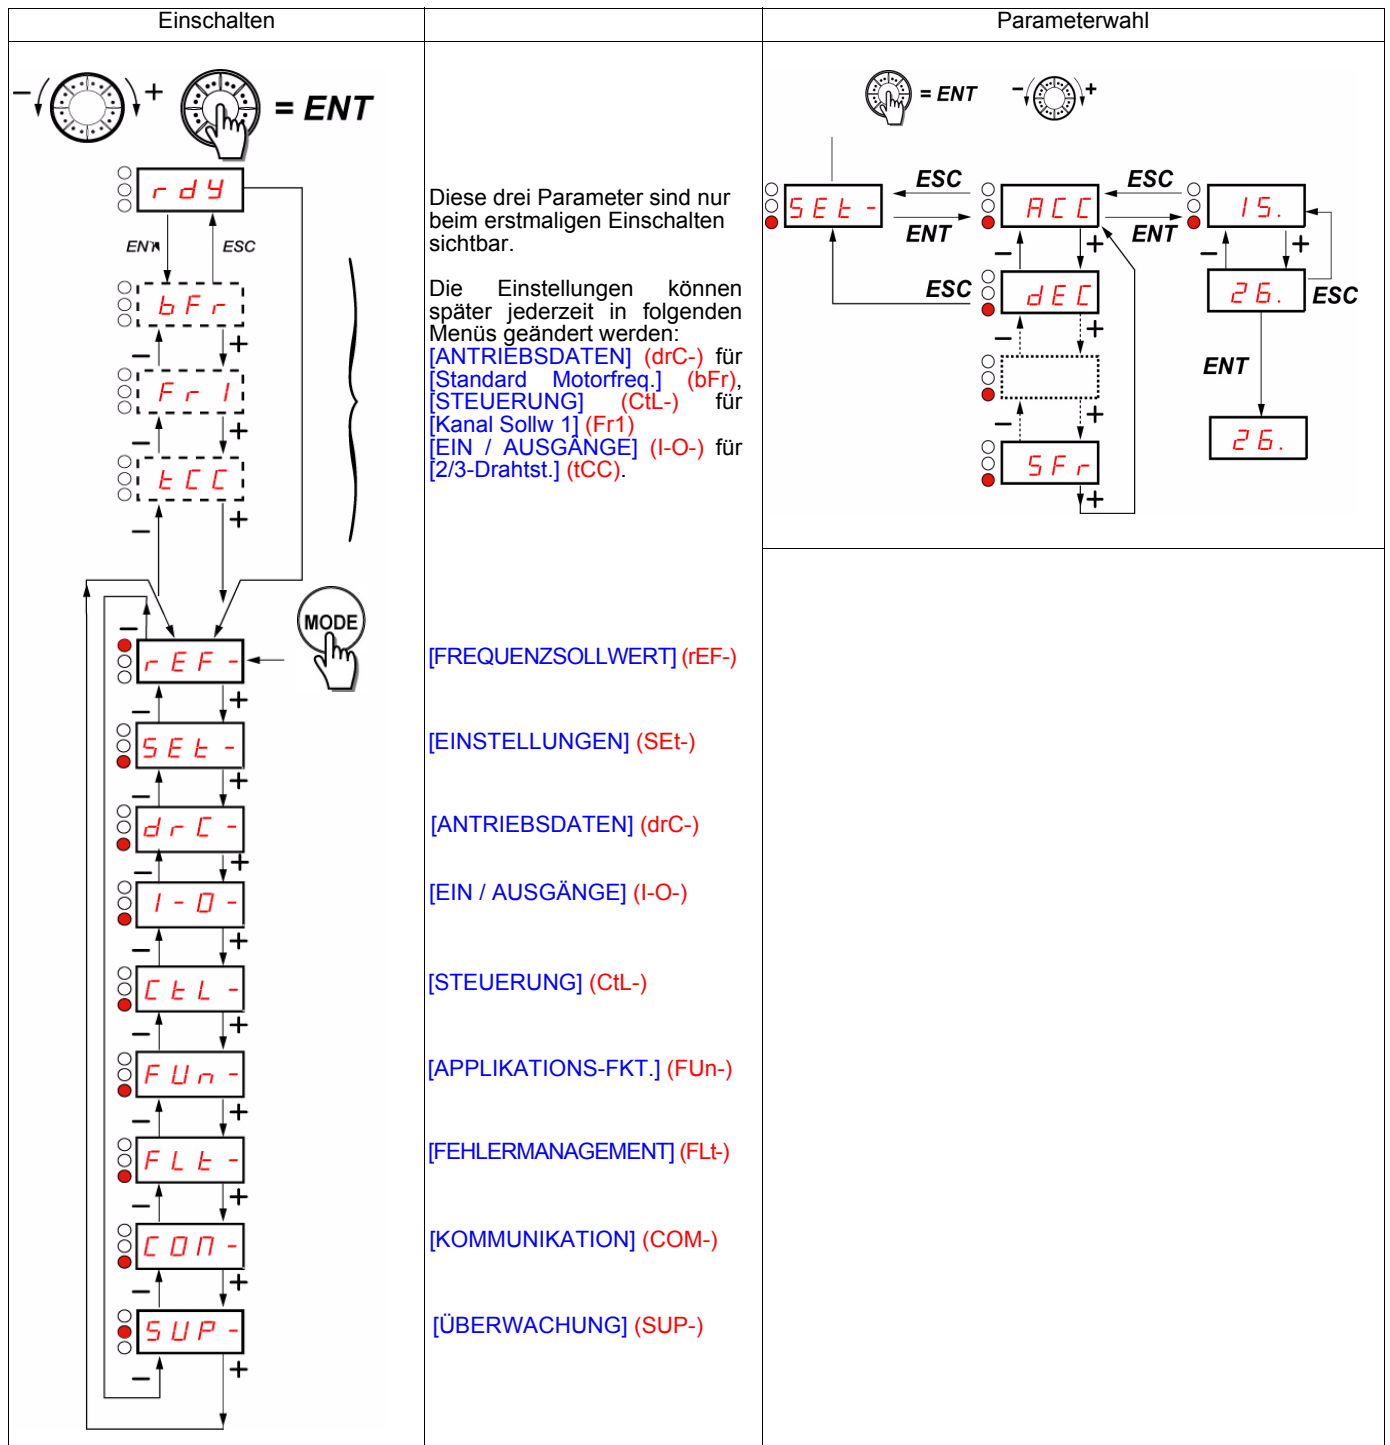 Einschalten
Parameterwahl
− + = ENT
rdY
ENT ESC
bFr
− +
Fr1
− +
tCC
− +
MODE
−
rEF-
− +
SEt-
− +
drC-
− +
I-O-
− +
CtL-
− +
FUn-
− +
FLt-
− +
COM-
− +
SUP-
− +
Diese drei Parameter sind nur
beim erstmaligen Einschalten
sichtbar.
Die Einstellungen können
später jederzeit in folgenden
Menüs geändert werden:
[ANTRIEBSDATEN] (drC-) für
[Standard Motorfreq.] (bFr),
[STEUERUNG] (CtL-) für
[Kanal Sollw 1] (Fr1)
[EIN / AUSGÄNGE] (I-O-) für
[2/3-Drahtst.] (tCC).
[FREQUENZSOLLWERT] (rEF-)
[EINSTELLUNGEN] (SEt-)
[ANTRIEBSDATEN] (drC-)
[EIN / AUSGÄNGE] (I-O-)
[STEUERUNG] (CtL-)
[APPLIKATIONS-FKT.] (FUn-)
[FEHLERMANAGEMENT] (FLt-)
[KOMMUNIKATION] (COM-)
[ÜBERWACHUNG] (SUP-)
= ENT − +
ESC ESC
SEt- ACC 15.
ENT ENT
− + − +
ESC dEC 26. ESC
− +
ENT
− +
SFr 26.
+